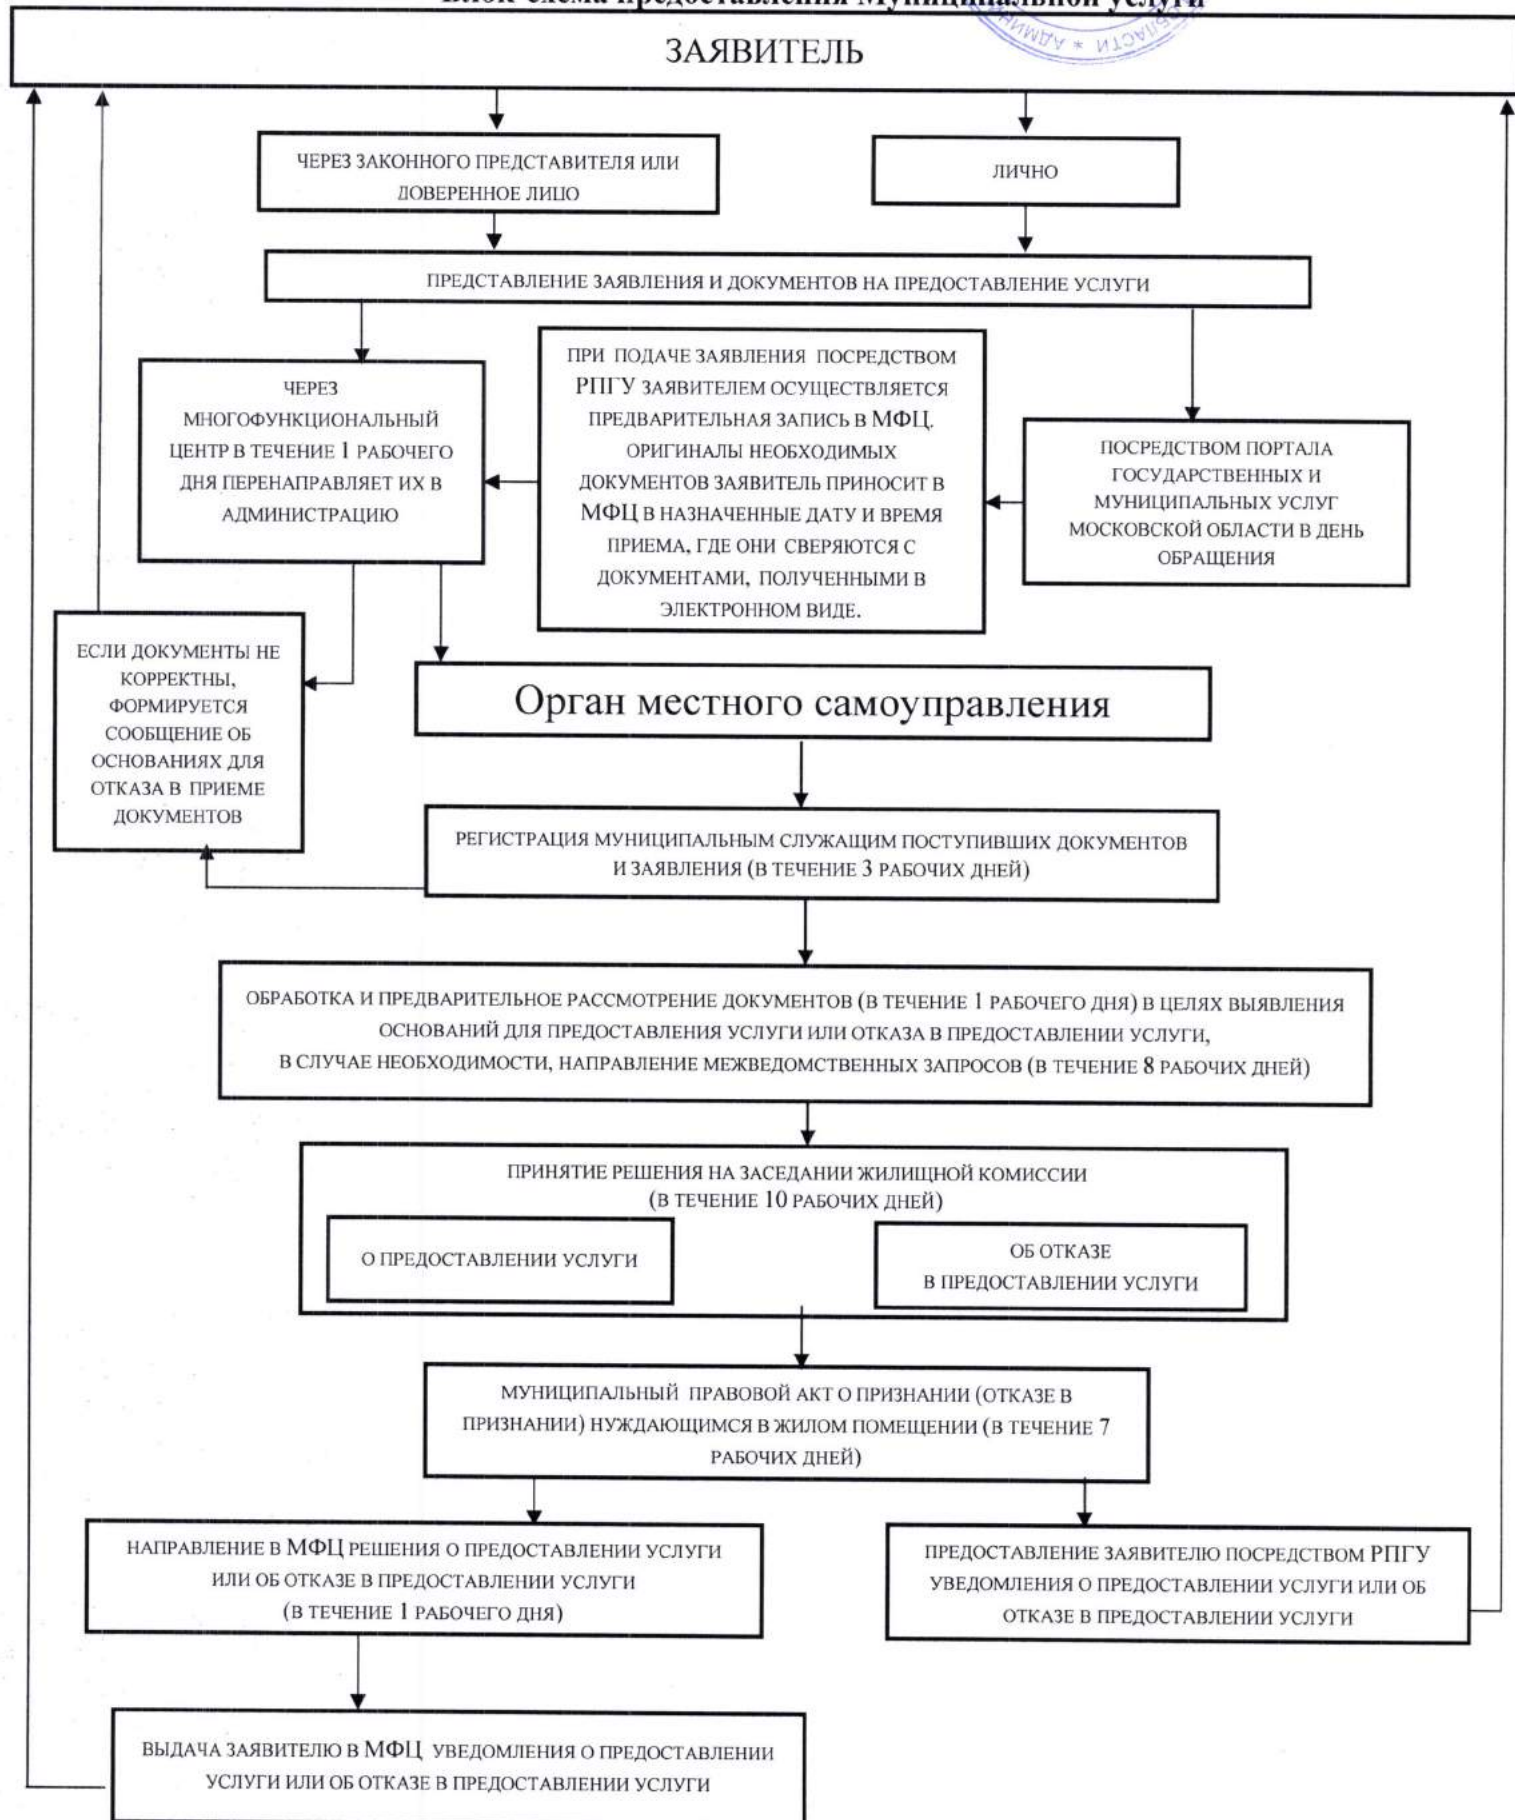 Блок-схема предоставления Муниципальной услуги
ОБЛАСТИ * АДМИНИ
ЗАЯВИТЕЛЬ
ЧЕРЕЗ ЗАКОННОГО ПРЕДСТАВИТЕЛЯ ИЛИ
ДОВЕРЕННОЕ ЛИЦО
ЛИЧНО
ПРЕДСТАВЛЕНИЕ ЗАЯВЛЕНИЯ И ДОКУМЕНТОВ НА ПРЕДОСТАВЛЕНИЕ УСЛУГИ
ЧЕРЕЗ
МНОГОФУНКЦИОНАЛЬНЫЙ
ЦЕНТР В ТЕЧЕНИЕ 1 РАБОЧЕГО
ДНЯ ПЕРЕНАПРАВЛЯЕТ ИХ В
АДМИНИСТРАЦИЮ
ПРИ ПОДАЧЕ ЗАЯВЛЕНИЯ ПОСРЕДСТВОМ
РПГУ ЗАЯВИТЕЛЕМ ОСУЩЕСТВЛЯЕТСЯ
ПРЕДВАРИТЕЛЬНАЯ ЗАПИСЬ В МФЦ.
ОРИГИНАЛЫ НЕОБХОДИМЫХ
ДОКУМЕНТОВ ЗАЯВИТЕЛЬ ПРИНОСИТ В
МФЦ В НАЗНАЧЕННЫЕ ДАТУ И ВРЕМЯ
ПРИЕМА, ГДЕ ОНИ СВЕРЯЮТСЯ С
ДОКУМЕНТАМИ, ПОЛУЧЕННЫМИ В
ЭЛЕКТРОННОМ ВИДЕ.
ПОСРЕДСТВОМ ПОРТАЛА
ГОСУДАРСТВЕННЫХ И
МУНИЦИПАЛЬНЫХ УСЛУГ
МОСКОВСКОЙ ОБЛАСТИ В ДЕНЬ
ОБРАЩЕНИЯ
ЕСЛИ ДОКУМЕНТЫ НЕ
КОРРЕКТНЫ,
ФОРМИРУЕТСЯ
СООБЩЕНИЕ ОБ
ОСНОВАНИЯХ ДЛЯ
ОТКАЗА В ПРИЕМЕ
ДОКУМЕНТОВ
Орган местного самоуправления
РЕГИСТРАЦИЯ МУНИЦИПАЛЬНЫМ СЛУЖАЩИМ ПОСТУПИВШИХ ДОКУМЕНТОВ
И ЗАЯВЛЕНИЯ (В ТЕЧЕНИЕ 3 РАБОЧИХ ДНЕЙ)
ОБРАБОТКА И ПРЕДВАРИТЕЛЬНОЕ РАССМОТРЕНИЕ ДОКУМЕНТОВ (В ТЕЧЕНИЕ 1 РАБОЧЕГО ДНЯ) В ЦЕЛЯХ ВЫЯВЛЕНИЯ
ОСНОВАНИЙ ДЛЯ ПРЕДОСТАВЛЕНИЯ УСЛУГИ ИЛИ ОТКАЗА В ПРЕДОСТАВЛЕНИИ УСЛУГИ,
В СЛУЧАЕ НЕОБХОДИМОСТИ, НАПРАВЛЕНИЕ МЕЖВЕДОМСТВЕННЫХ ЗАПРОСОВ (В ТЕЧЕНИЕ 8 РАБОЧИХ ДНЕЙ)
ПРИНЯТИЕ РЕШЕНИЯ НА ЗАСЕДАНИИ ЖИЛИЩНОЙ КОМИССИИ
(В ТЕЧЕНИЕ 10 РАБОЧИХ ДНЕЙ)
О ПРЕДОСТАВЛЕНИИ УСЛУГИ
ОБ ОТКАЗЕ
В ПРЕДОСТАВЛЕНИИ УСЛУГИ
МУНИЦИПАЛЬНЫЙ ПРАВОВОЙ АКТ О ПРИЗНАНИИ (ОТКАЗЕ В
ПРИЗНАНИИ) НУЖДАЮЩИМСЯ В ЖИЛОМ ПОМЕЩЕНИИ (В ТЕЧЕНИЕ 7
РАБОЧИХ ДНЕЙ)
НАПРАВЛЕНИЕ В МФЦ РЕШЕНИЯ О ПРЕДОСТАВЛЕНИИ УСЛУГИ
ИЛИ ОБ ОТКАЗЕ В ПРЕДОСТАВЛЕНИИ УСЛУГИ
(В ТЕЧЕНИЕ 1 РАБОЧЕГО ДНЯ)
ПРЕДОСТАВЛЕНИЕ ЗАЯВИТЕЛЮ ПОСРЕДСТВОМ РПГУ
УВЕДОМЛЕНИЯ О ПРЕДОСТАВЛЕНИИ УСЛУГИ ИЛИ ОБ
ОТКАЗЕ В ПРЕДОСТАВЛЕНИИ УСЛУГИ
ВЫДАЧА ЗАЯВИТЕЛЮ В МФЦ УВЕДОМЛЕНИЯ О ПРЕДОСТАВЛЕНИИ
УСЛУГИ ИЛИ ОБ ОТКАЗЕ В ПРЕДОСТАВЛЕНИИ УСЛУГИ